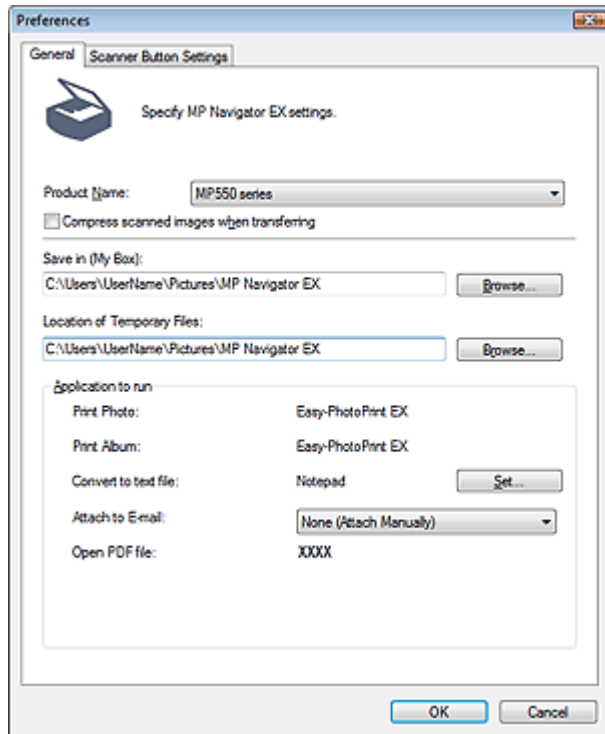 Preferences
General
Scanner Button Settings
Specify MP Navigator EX settings.
Product Name: MP550 series
Compress scanned images when transferring
Save in (My Box):
C:\Users\UserName\Pictures\MP Navigator EX Browse...
Location of Temporary Files:
C:\Users\UserName\Pictures\MP Navigator EX Browse...
Application to run
Print Photo: Easy-PhotoPrint EX
Print Album: Easy-PhotoPrint EX
Convert to text file: Notepad Set...
Attach to E-mail: None (Attach Manually)
Open PDF file: XXXX
OK Cancel